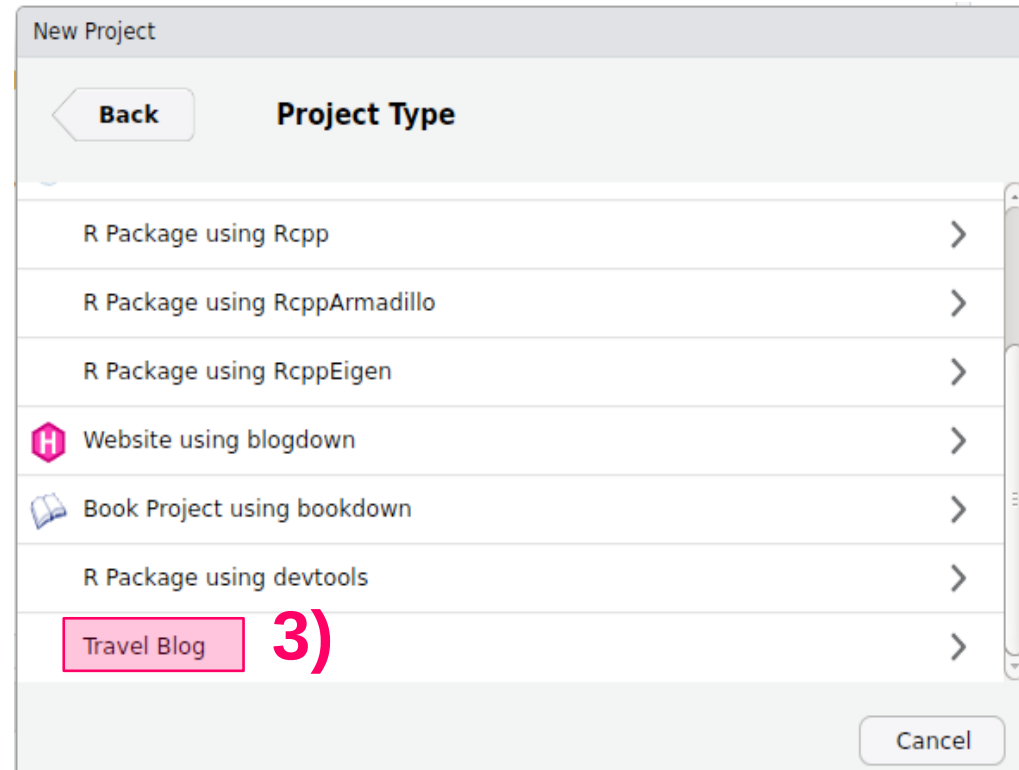 New Project
Back
Project Type
R Package using Rcpp
R Package using RcppArmadillo
R Package using RcppEigen
H
Website using blogdown
Book Project using bookdown
R Package using devtools
Travel Blog
3)
Cancel